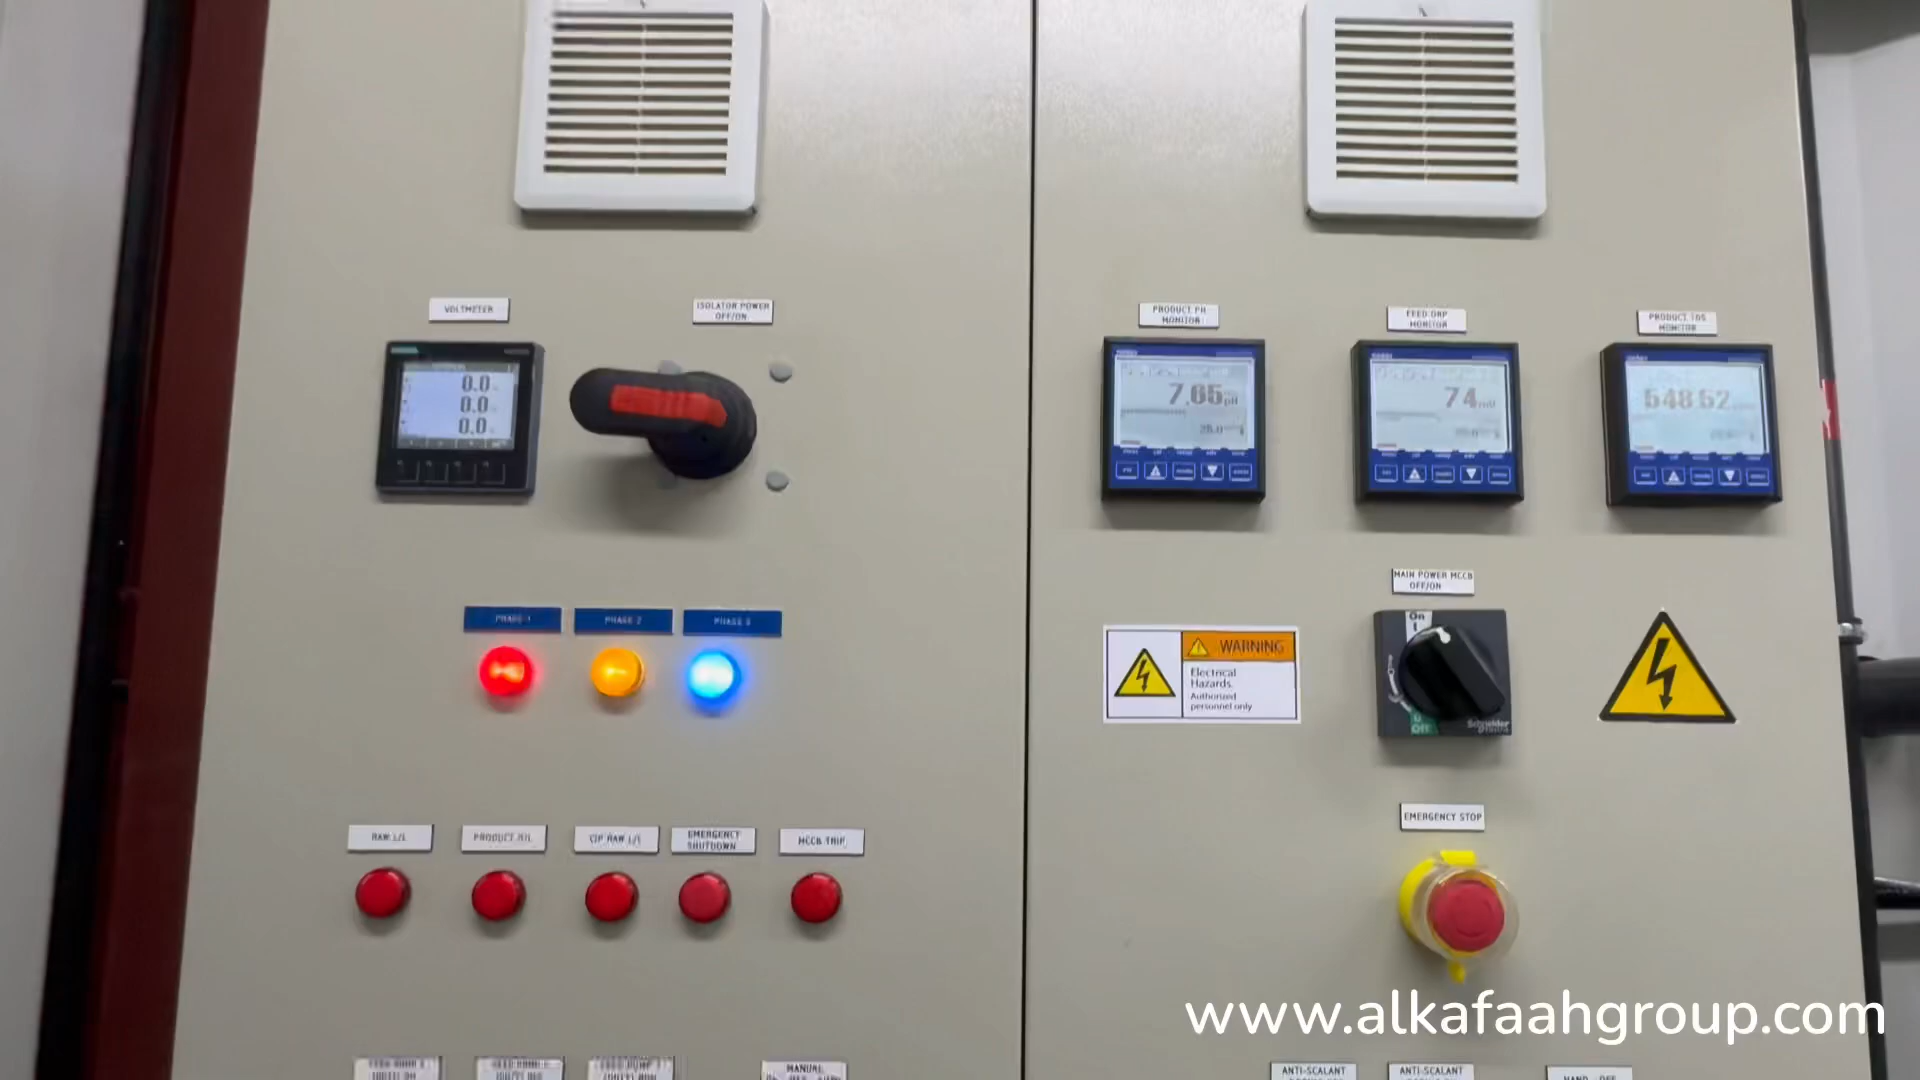 VOLTMETER
ISOLATOR POWER
OFF/ON
PRODUCT PH
MONITOR
FEED ORP
MONITOR
PRODUCT TDS
MONITOR
0.0
0.0
0.0
7.65 pH
74 mV
548.62
PHASE 1
PHASE 2
PHASE 3
MAIN POWER MCCB
OFF/ON
WARNING
Electrical
Hazards.
Authorized
personnel only
On
I
O
Off
Schneider
EMERGENCY STOP
RAW L/L
PRODUCT H/L
CIP RAW L/L
EMERGENCY
SHUTDOWN
MCCB TRIP
www.alkafaahgroup.com
MANUAL
ANTI-SCALANT
ANTI-SCALANT